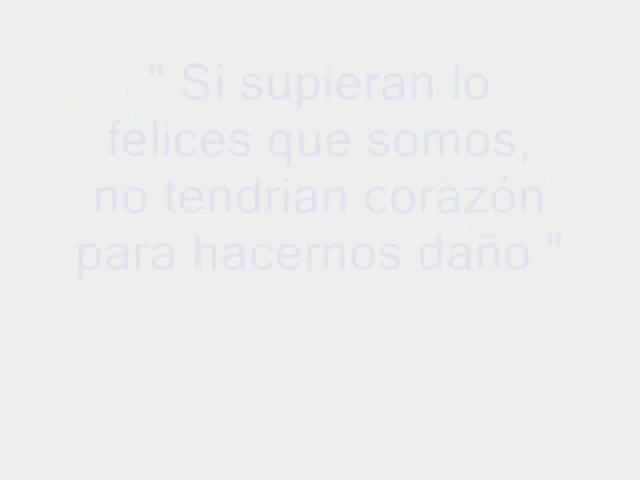 " Si supieran lo
felices que somos,
no tendrian corazón
para hacernos daño "